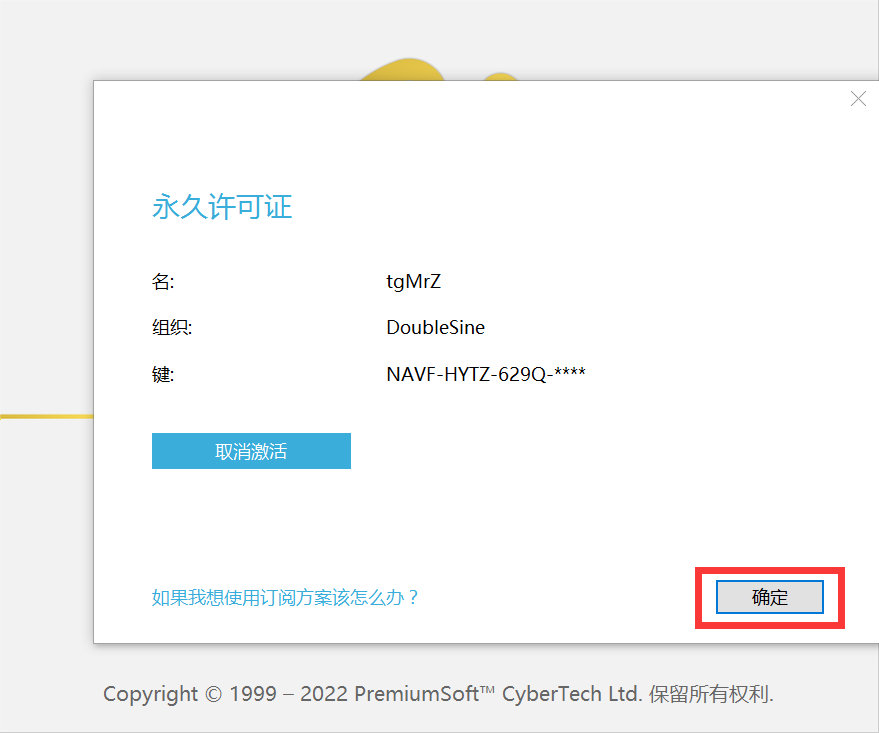 永久许可证
名: tgMrZ
组织: DoubleSine
键: NAVF-HYTZ-629Q-****
取消激活
如果我想使用订阅方案该怎么办？
确定
Copyright © 1999 – 2022 PremiumSoft™ CyberTech Ltd. 保留所有权利.